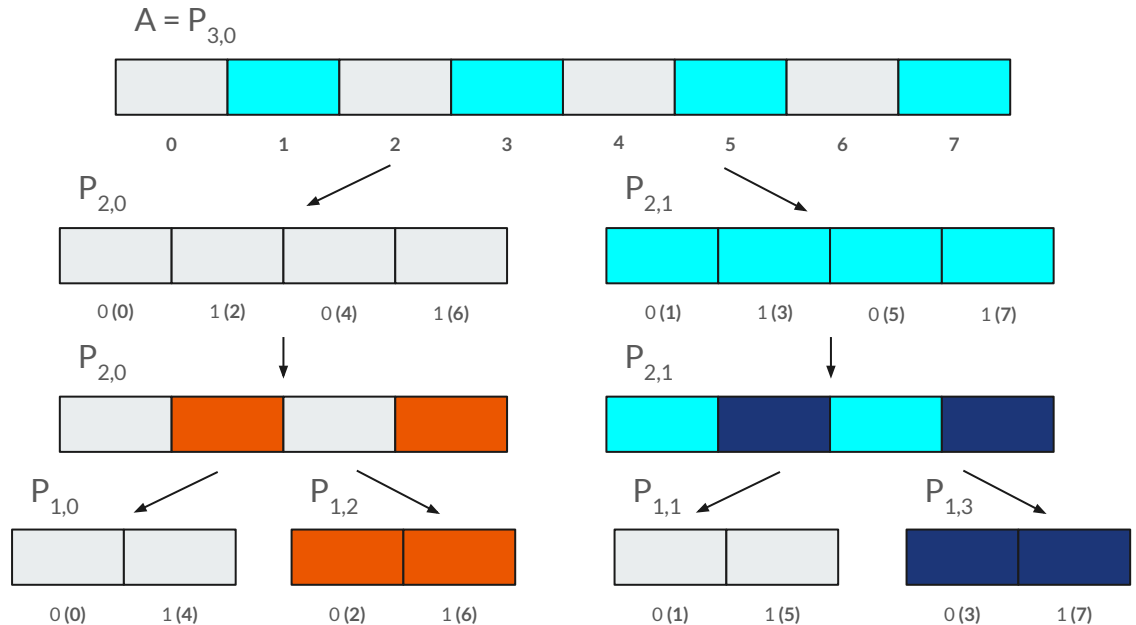 A = P3,0
0 1 2 3 4 5 6 7
P2,0 P2,1
0 (0) 1 (2) 0 (4) 1 (6) 0 (1) 1 (3) 0 (5) 1 (7)
P2,0 P2,1
P1,0 P1,2 P1,1 P1,3
0 (0) 1 (4) 0 (2) 1 (6) 0 (1) 1 (5) 0 (3) 1 (7)